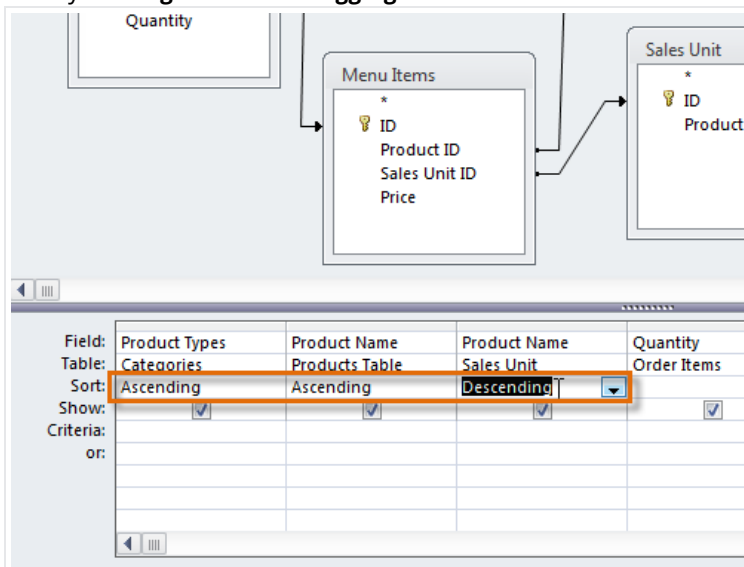 Quantity
Menu Items
*
ID
Product ID
Sales Unit ID
Price
Sales Unit
*
ID
Product
Field: Product Types Product Name Product Name Quantity
Table: Categories Products Table Sales Unit Order Items
Sort: Ascending Ascending Descending
Show:
Criteria:
or: